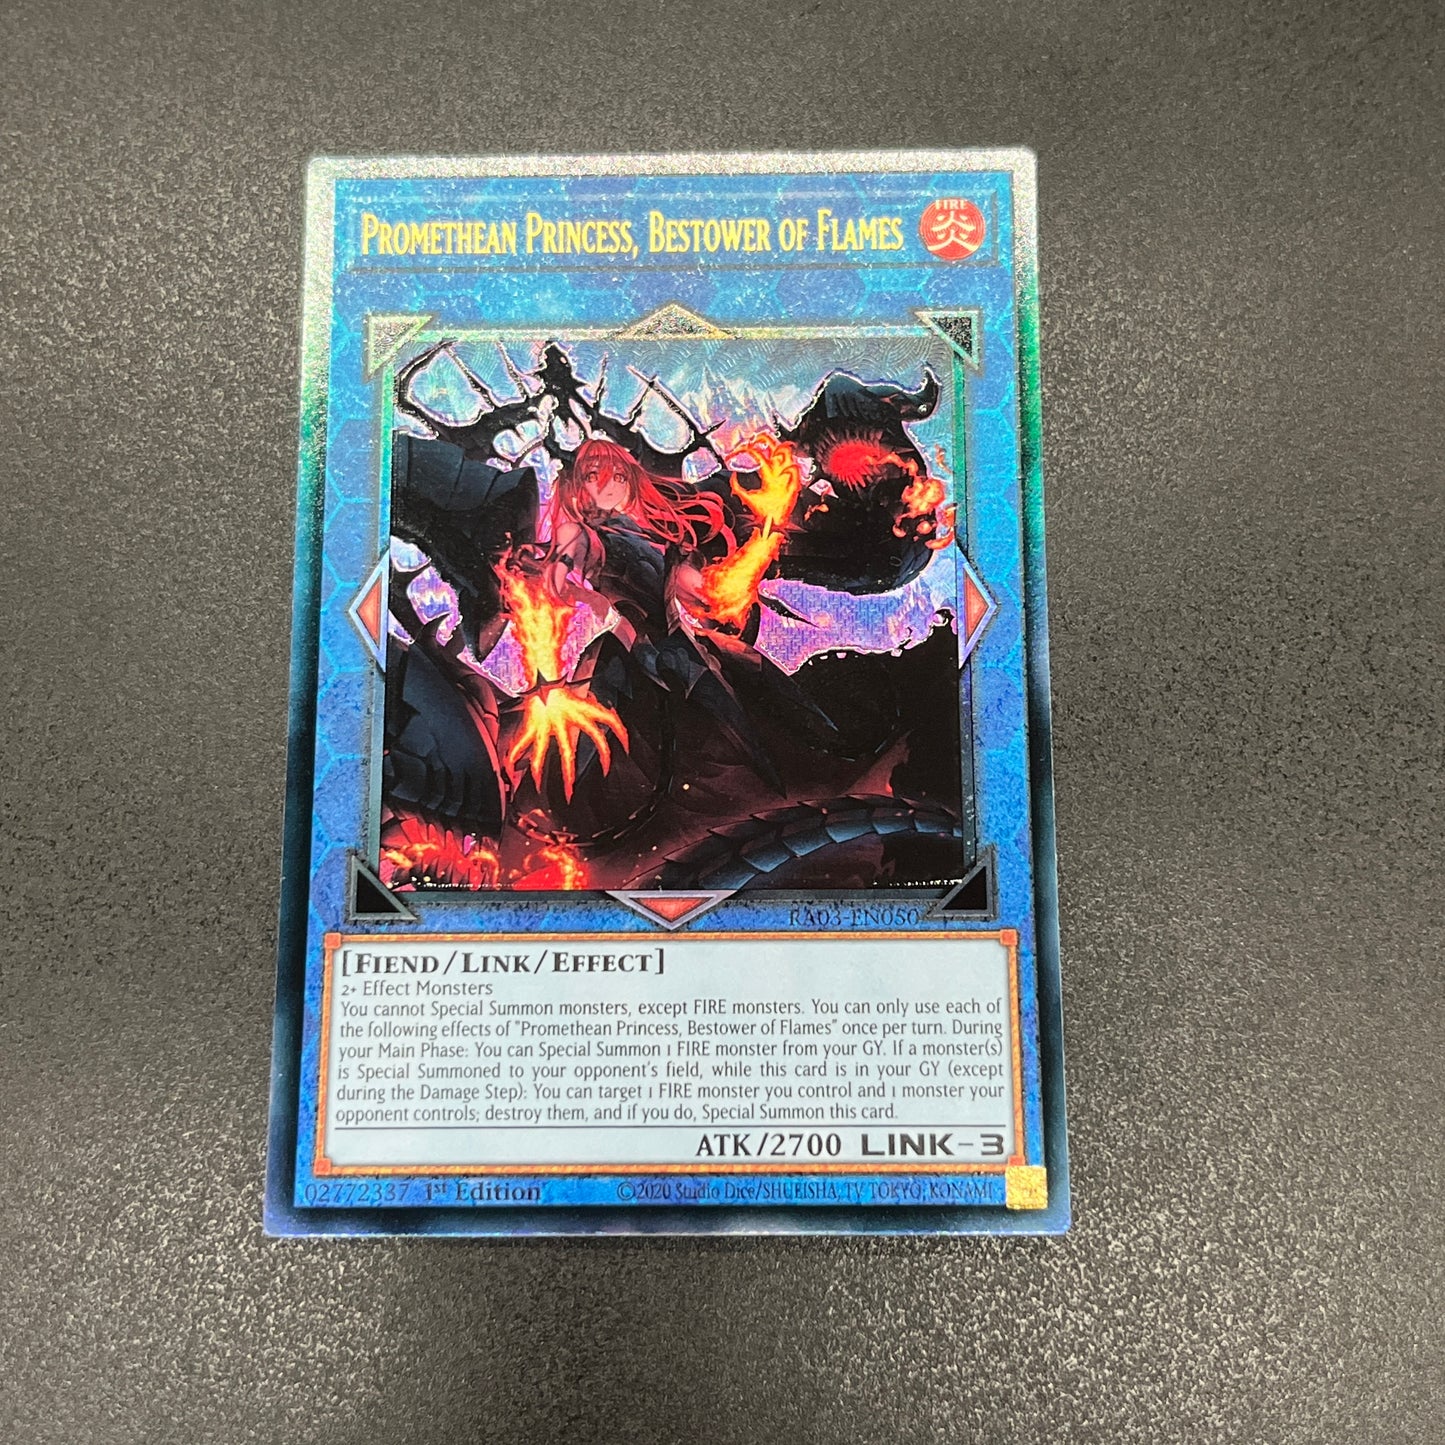 PROMETHEAN PRINCESS, BESTOWER OF FLAMES
FIRE
炎
RA03-EN050
[FIEND/LINK/EFFECT]
2+ Effect Monsters
You cannot Special Summon monsters, except FIRE monsters. You can only use each of
the following effects of "Promethean Princess, Bestower of Flames" once per turn. During
your Main Phase: You can Special Summon 1 FIRE monster from your GY. If a monster(s)
is Special Summoned to your opponent's field, while this card is in your GY (except
during the Damage Step): You can target 1 FIRE monster you control and 1 monster your
opponent controls; destroy them, and if you do, Special Summon this card.
ATK/2700 LINK-3
02772337 1st Edition ©2020 Studio Dice/SHUEISHA, TV TOKYO, KONAMI